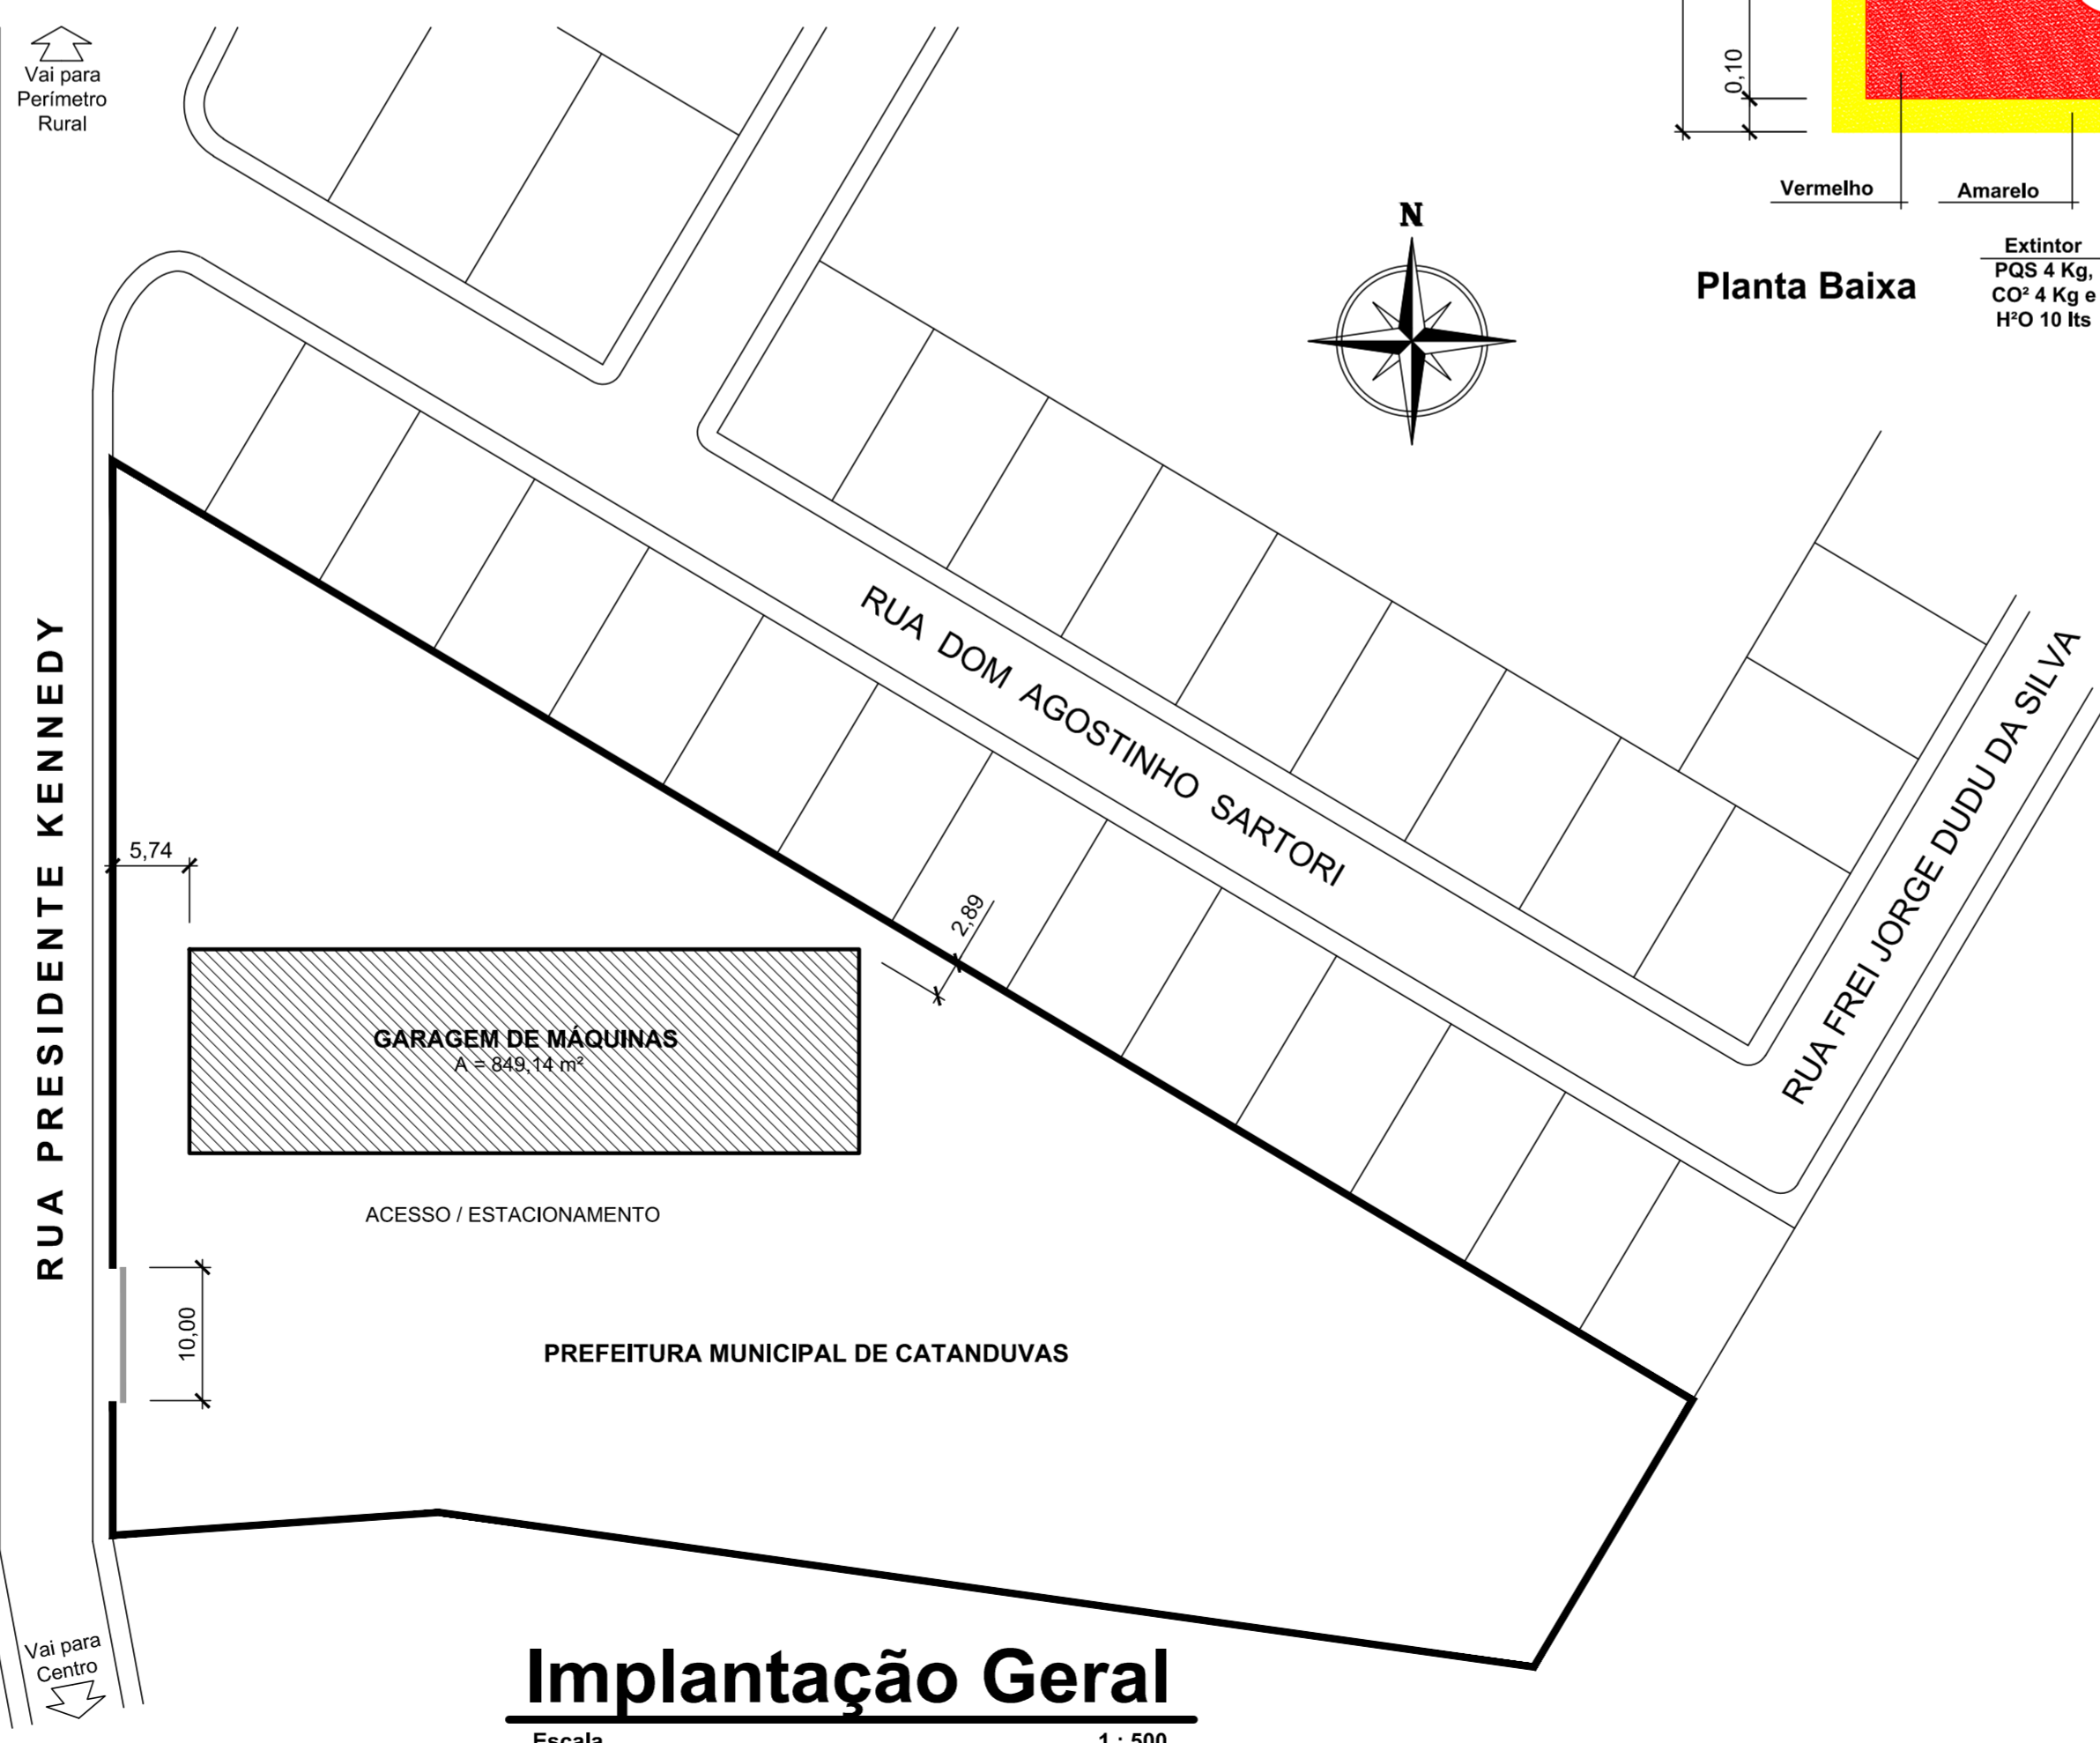 Vai para
Perímetro
Rural
0,10
Vermelho
Amarelo
N
Planta Baixa
Extintor
PQS 4 Kg,
CO² 4 Kg e
H²O 10 lts
RUA PRESIDENTE KENNEDY
RUA DOM AGOSTINHO SARTORI
RUA FREI JORGE DUDU DA SILVA
5,74
2,89
GARAGEM DE MÁQUINAS
A = 849,14 m²
ACESSO / ESTACIONAMENTO
10,00
PREFEITURA MUNICIPAL DE CATANDUVAS
Vai para
Centro
Implantação Geral
Escala 1 : 500